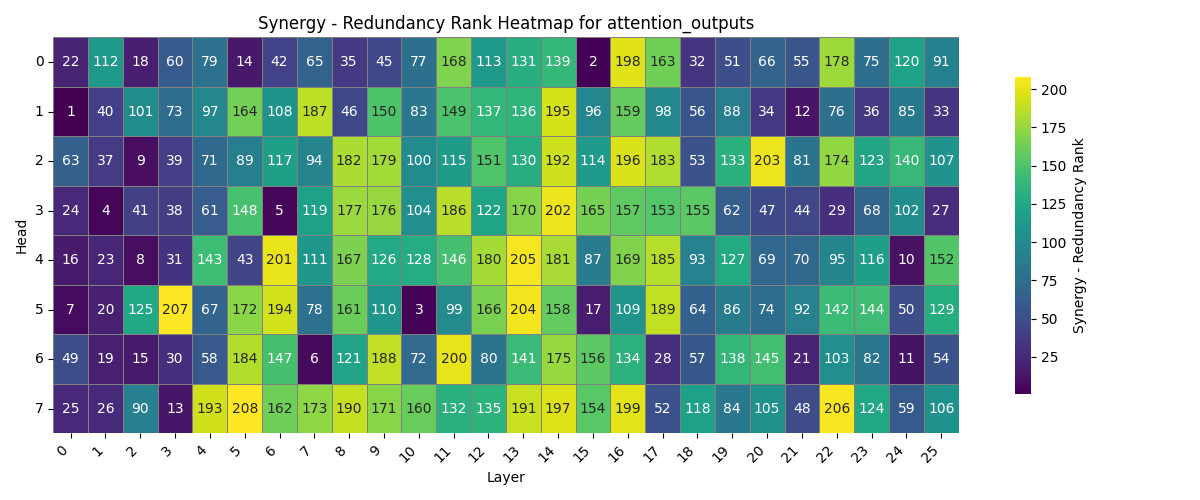 Synergy - Redundancy Rank Heatmap for attention_outputs
0 22 112 18 60 79 14 42 65 35 45 77 168 113 131 139 2 198 163 32 51 66 55 178 75 120 91
1 1 40 101 73 97 164 108 187 46 150 83 149 137 136 195 96 159 98 56 88 34 12 76 36 85 33
2 63 37 9 39 71 89 117 94 182 179 100 115 151 130 192 114 196 183 53 133 203 81 174 123 140 107
3 24 4 41 38 61 148 5 119 177 176 104 186 122 170 202 165 157 153 155 62 47 44 29 68 102 27
4 16 23 8 31 143 43 201 111 167 126 128 146 180 205 181 87 169 185 93 127 69 70 95 116 10 152
5 7 20 125 207 67 172 194 78 161 110 3 99 166 204 158 17 109 189 64 86 74 92 142 144 50 129
6 49 19 15 30 58 184 147 6 121 188 72 200 80 141 175 156 134 28 57 138 145 21 103 82 11 54
7 25 26 90 13 193 208 162 173 190 171 160 132 135 191 197 154 199 52 118 84 105 48 206 124 59 106
Head
0 1 2 3 4 5 6 7 8 9 10 11 12 13 14 15 16 17 18 19 20 21 22 23 24 25
Layer
200
175
150
125
100
75
50
25
Synergy - Redundancy Rank